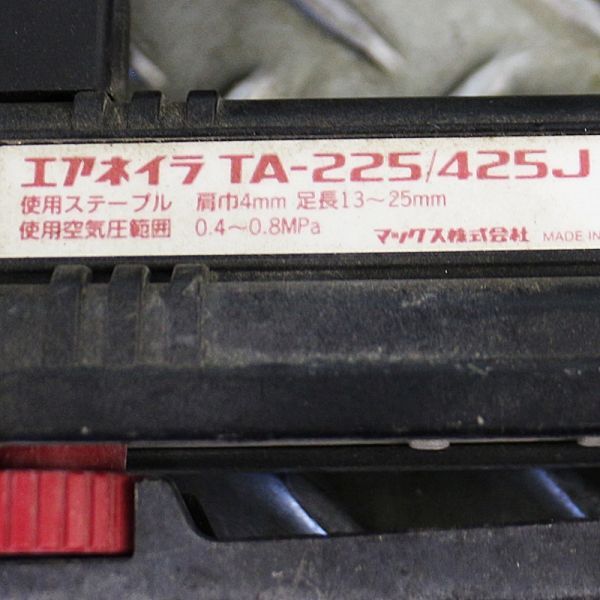 エアネイラ TA-225/425J
使用ステープル 肩巾4mm 足長13～25mm
使用空気圧範囲 0.4～0.8MPa マックス株式会社 MADE IN